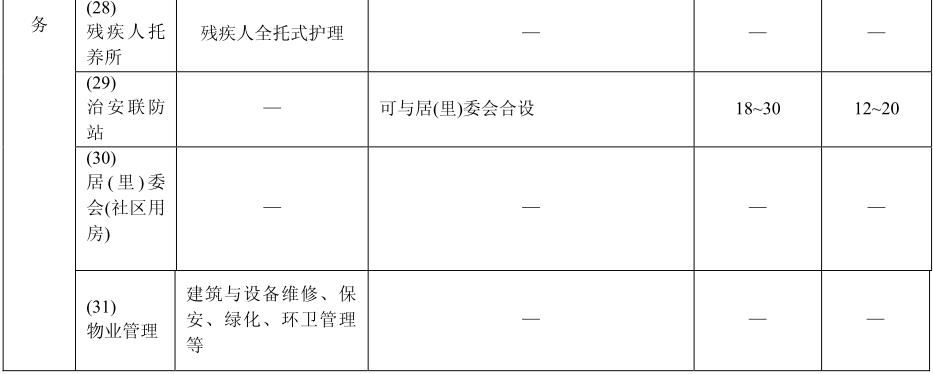 务
(28)
残疾人托
养所
残疾人全托式护理
—
—
—
(29)
治安联防
站
—
可与居(里)委会合设
18~30
12~20
(30)
居(里)委
会(社区用
房)
—
—
—
—
(31)
物业管理
建筑与设备维修、保
安、绿化、环卫管理
等
—
—
—